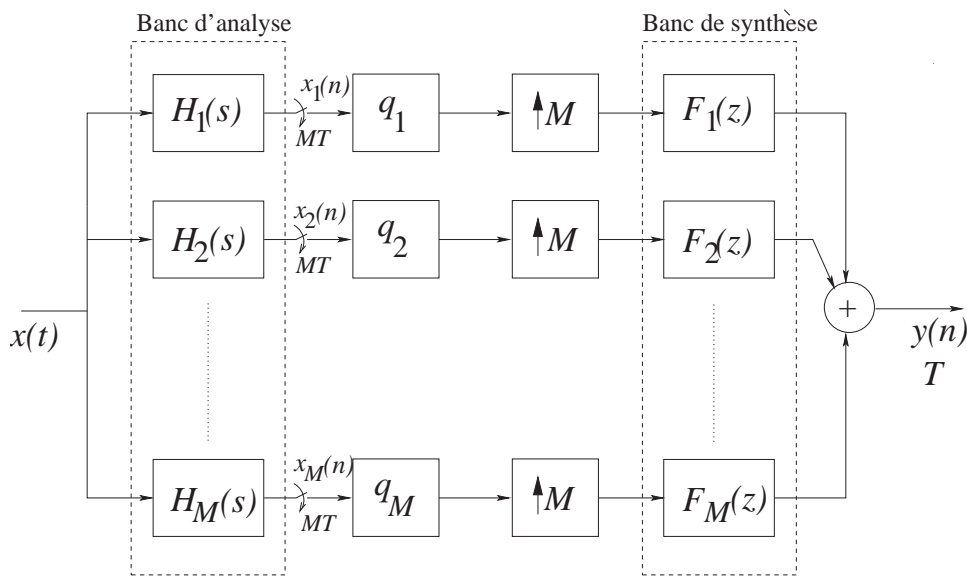 Banc d'analyse
Banc de synthèse
H1(s) x1(n) MT q1 M F1(z)
H2(s) x2(n) MT q2 M F2(z)
x(t) + y(n)
T
HM(s) xM(n) MT qM M FM(z)